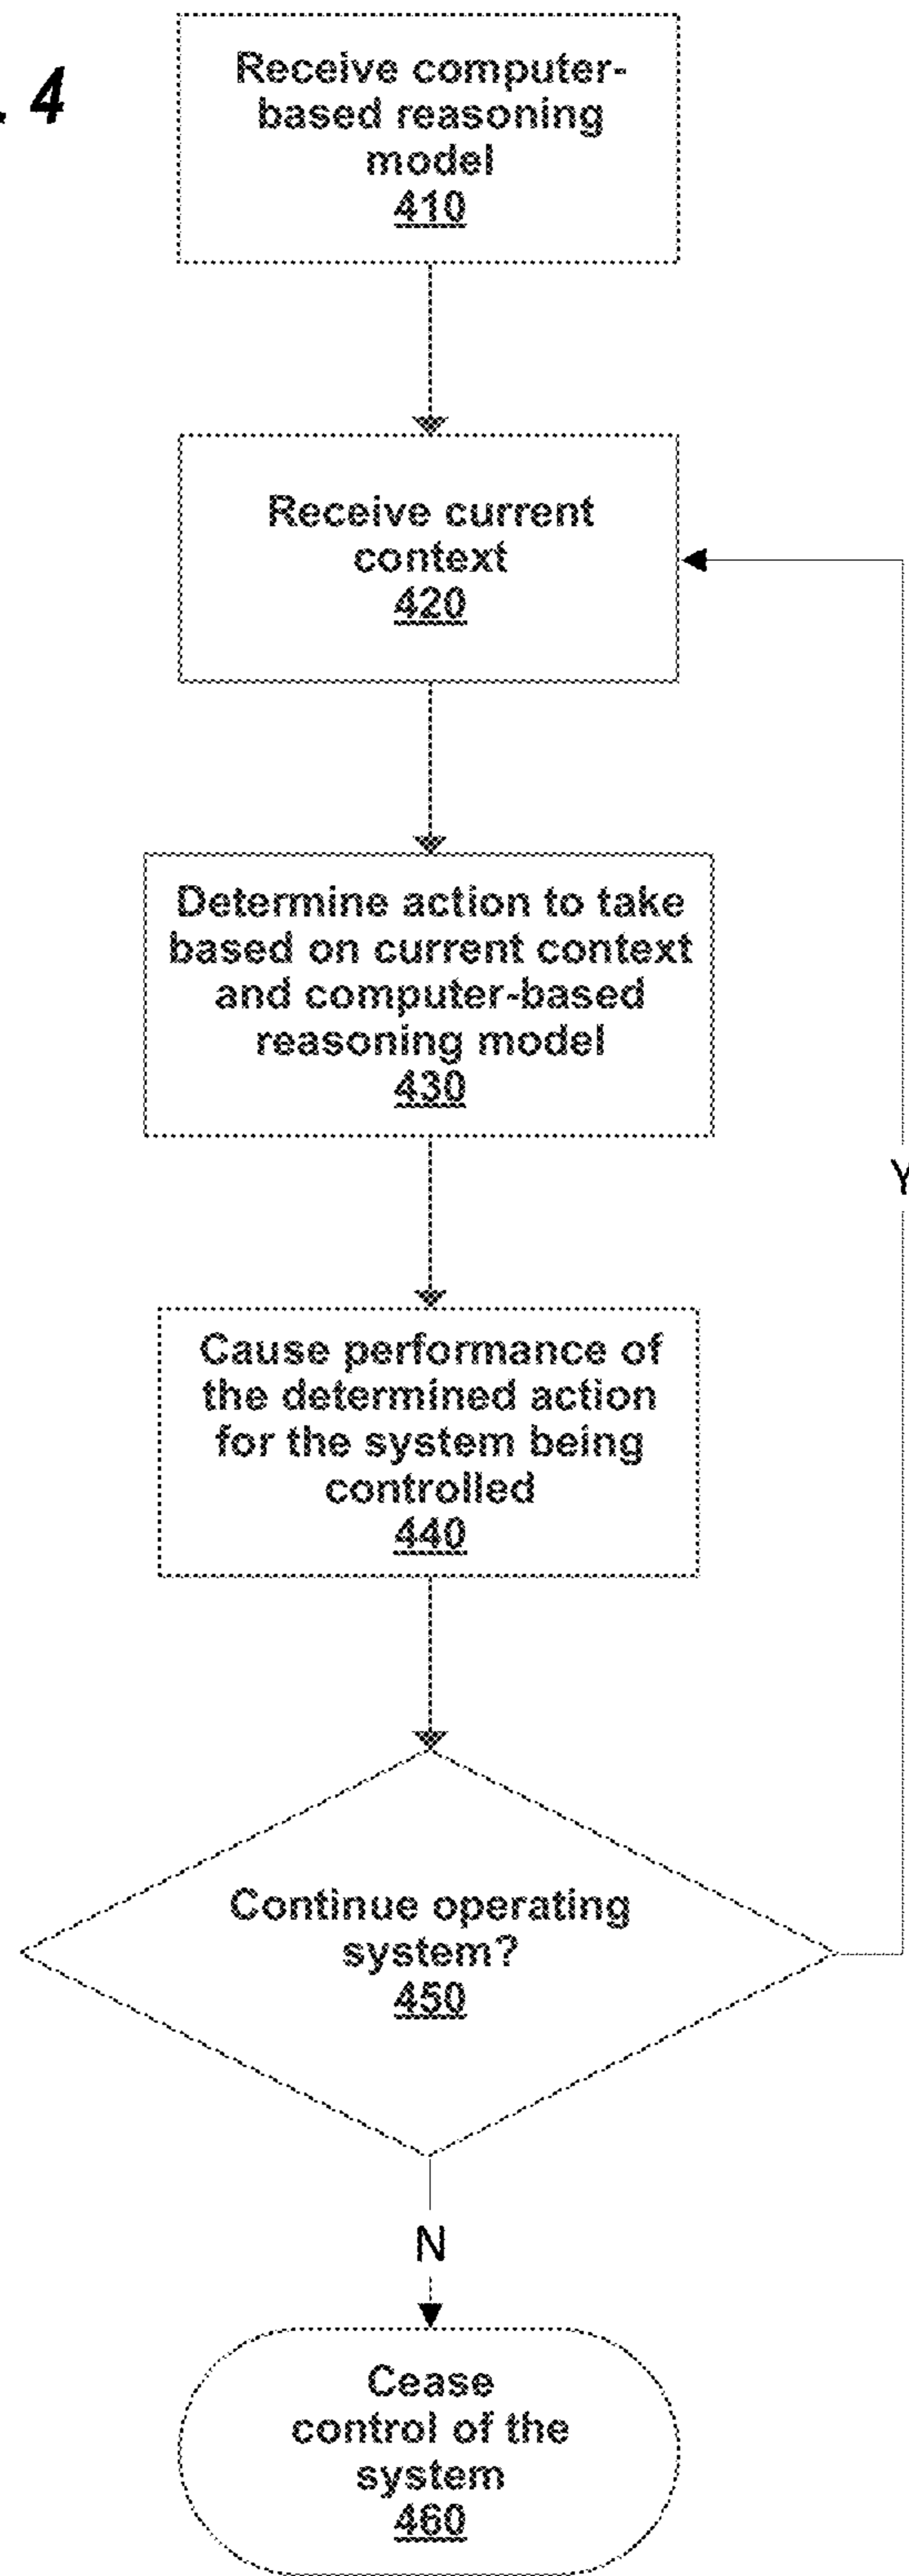 . 4
Receive computer-
based reasoning
model
410
Receive current
context
420
Determine action to take
based on current context
and computer-based
reasoning model
430
Y
Cause performance of
the determined action
for the system being
controlled
440
Continue operating
system?
450
N
Cease
control of the
system
460